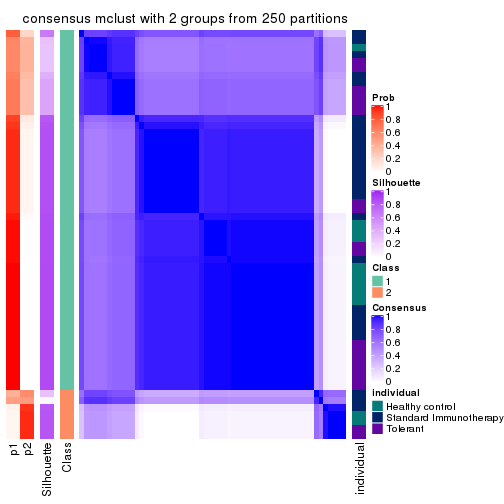 consensus mclust with 2 groups from 250 partitions
Prob
1
0.8
0.6
0.4
0.2
0
Silhouette
1
0.8
0.6
0.4
0.2
0
Class
1
2
Consensus
1
0.8
0.6
0.4
0.2
0
individual
Healthy control
Standard Immunotherapy
Tolerant
p1
p2
Silhouette
Class
individual